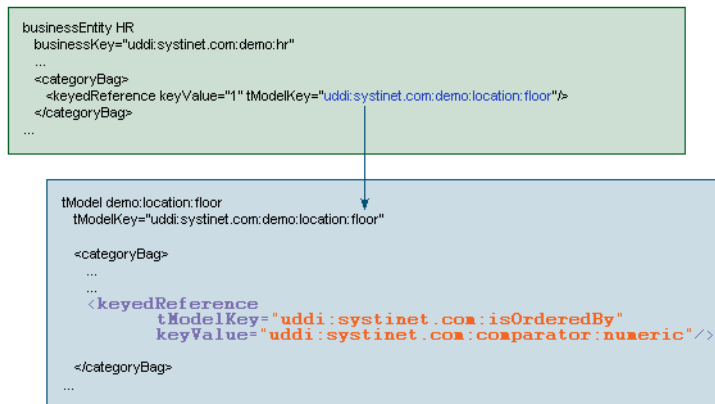 businessEntity HR
businessKey="uddi:systinet.com:demo:hr"
...
<categoryBag>
<keyedReference keyValue="1" tModelKey="uddi:systinet.com:demo:location:floor"/>
</categoryBag>
...
tModel demo:location:floor
tModelKey="uddi:systinet.com:demo:location:floor"
<categoryBag>
...
...
<keyedReference
tModelKey="uddi:systinet.com:isOrderedBy"
keyValue="uddi:systinet.com:comparator:numeric"/>
</categoryBag>
...